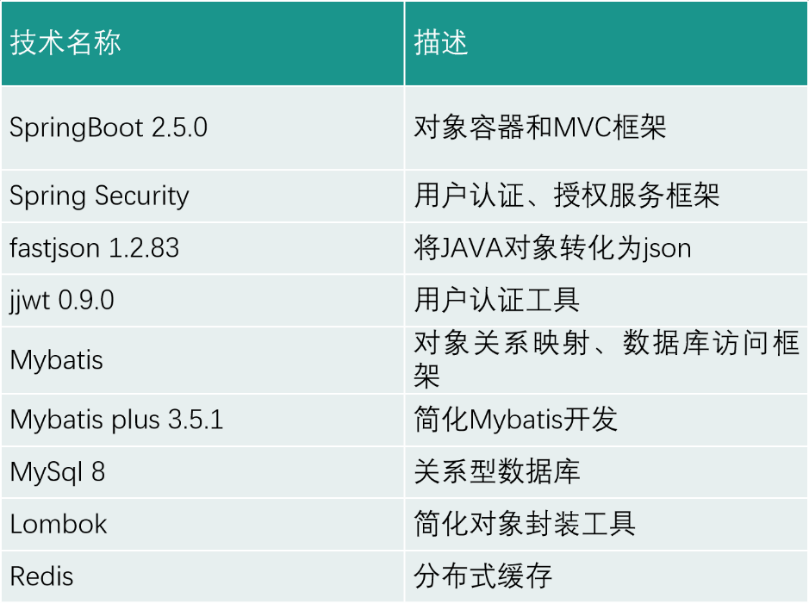 技术名称
描述
SpringBoot 2.5.0
对象容器和MVC框架
Spring Security
用户认证、授权服务框架
fastjson 1.2.83
将JAVA对象转化为json
jjwt 0.9.0
用户认证工具
Mybatis
对象关系映射、数据库访问框
架
Mybatis plus 3.5.1
简化Mybatis开发
MySql 8
关系型数据库
Lombok
简化对象封装工具
Redis
分布式缓存